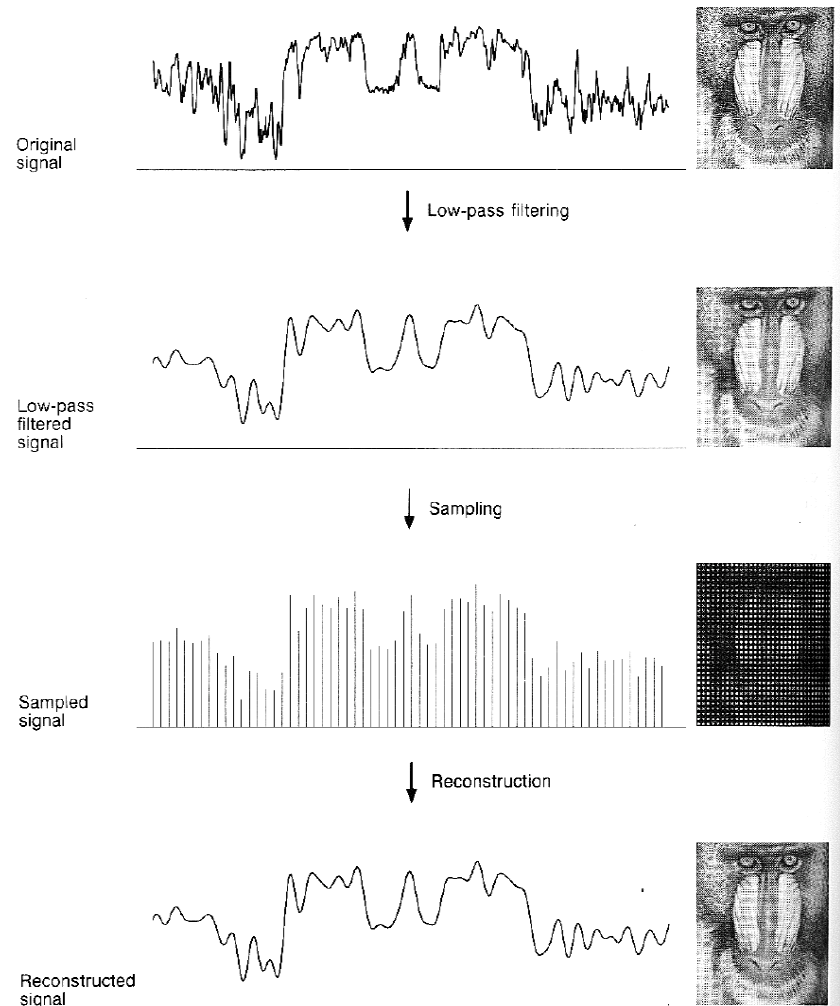 Original
signal
Low-pass filtering
Low-pass
filtered
signal
Sampling
Sampled
signal
Reconstruction
Reconstructed
signal